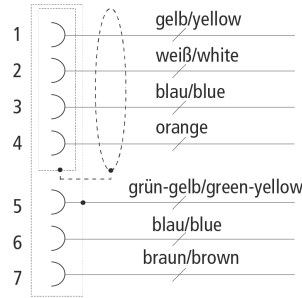 1 gelb/yellow
2 weiß/white
3 blau/blue
4 orange
5 grün-gelb/green-yellow
6 blau/blue
7 braun/brown